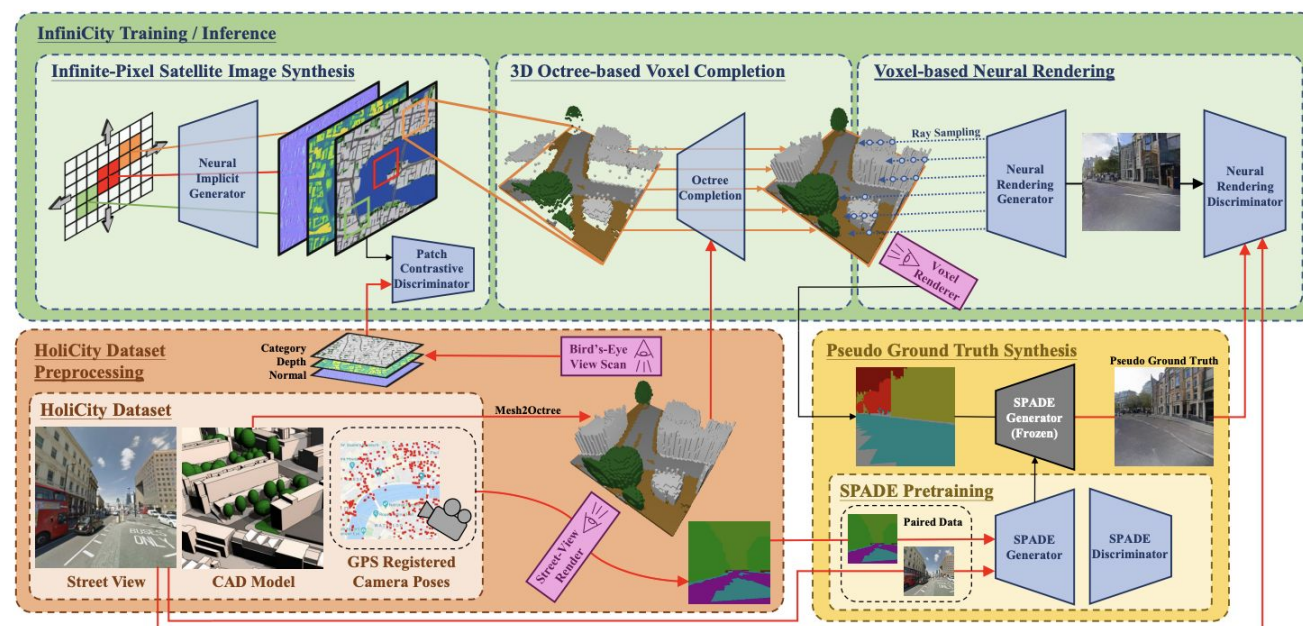 InfiniCity Training / Inference
Infinite-Pixel Satellite Image Synthesis
Neural
Implicit
Generator
Patch
Contrastive
Discriminator
3D Octree-based Voxel Completion
Octree
Completion
Voxel-based Neural Rendering
Ray Sampling
Neural
Rendering
Generator
Neural
Rendering
Discriminator
Voxel
Renderer
HoliCity Dataset
Preprocessing
Category
Depth
Normal
Bird's-Eye
View Scan
HoliCity Dataset
Mesh2Octree
BUSES
ONLY
Street View
CAD Model
GPS Registered
Camera Poses
Street-View
Render
Pseudo Ground Truth Synthesis
Pseudo Ground Truth
SPADE
Generator
(Frozen)
SPADE Pretraining
Paired Data
SPADE
Generator
SPADE
Discriminator